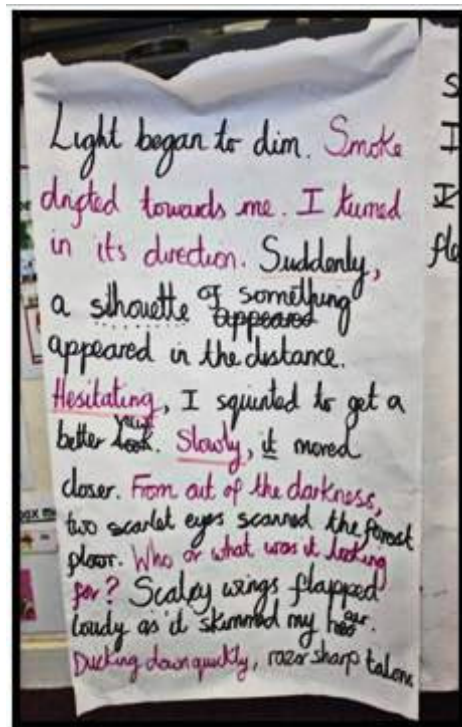 Light began to dim. Smoke
drifted towards me. I turned
in its direction. Suddenly,
a silhouette of something
appeared
appeared in the distance.
Hesitating, I squinted to get a
better look. view
Slowly, it moved
closer. From out of the darkness,
two scarlet eyes scanned the forest
floor. Who or what was it looking
for? Scaley wings flapped
loudly as it skimmed my
Ducking down quickly, razor sharp talons
S
I
I
fle